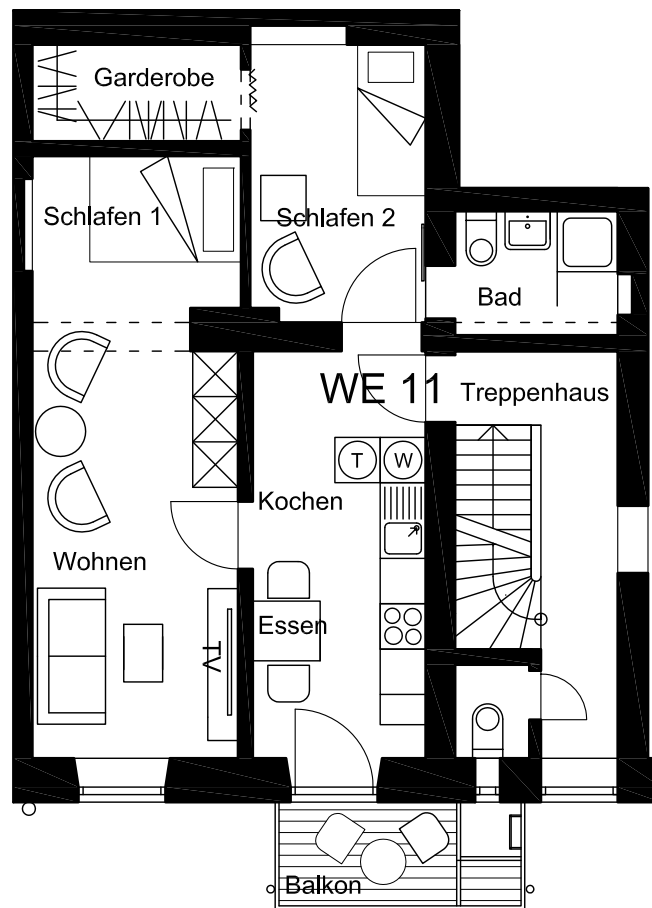 Garderobe
Schlafen 1
Schlafen 2
Bad
WE 11
Treppenhaus
T
W
Kochen
Wohnen
Essen
TV
Balkon